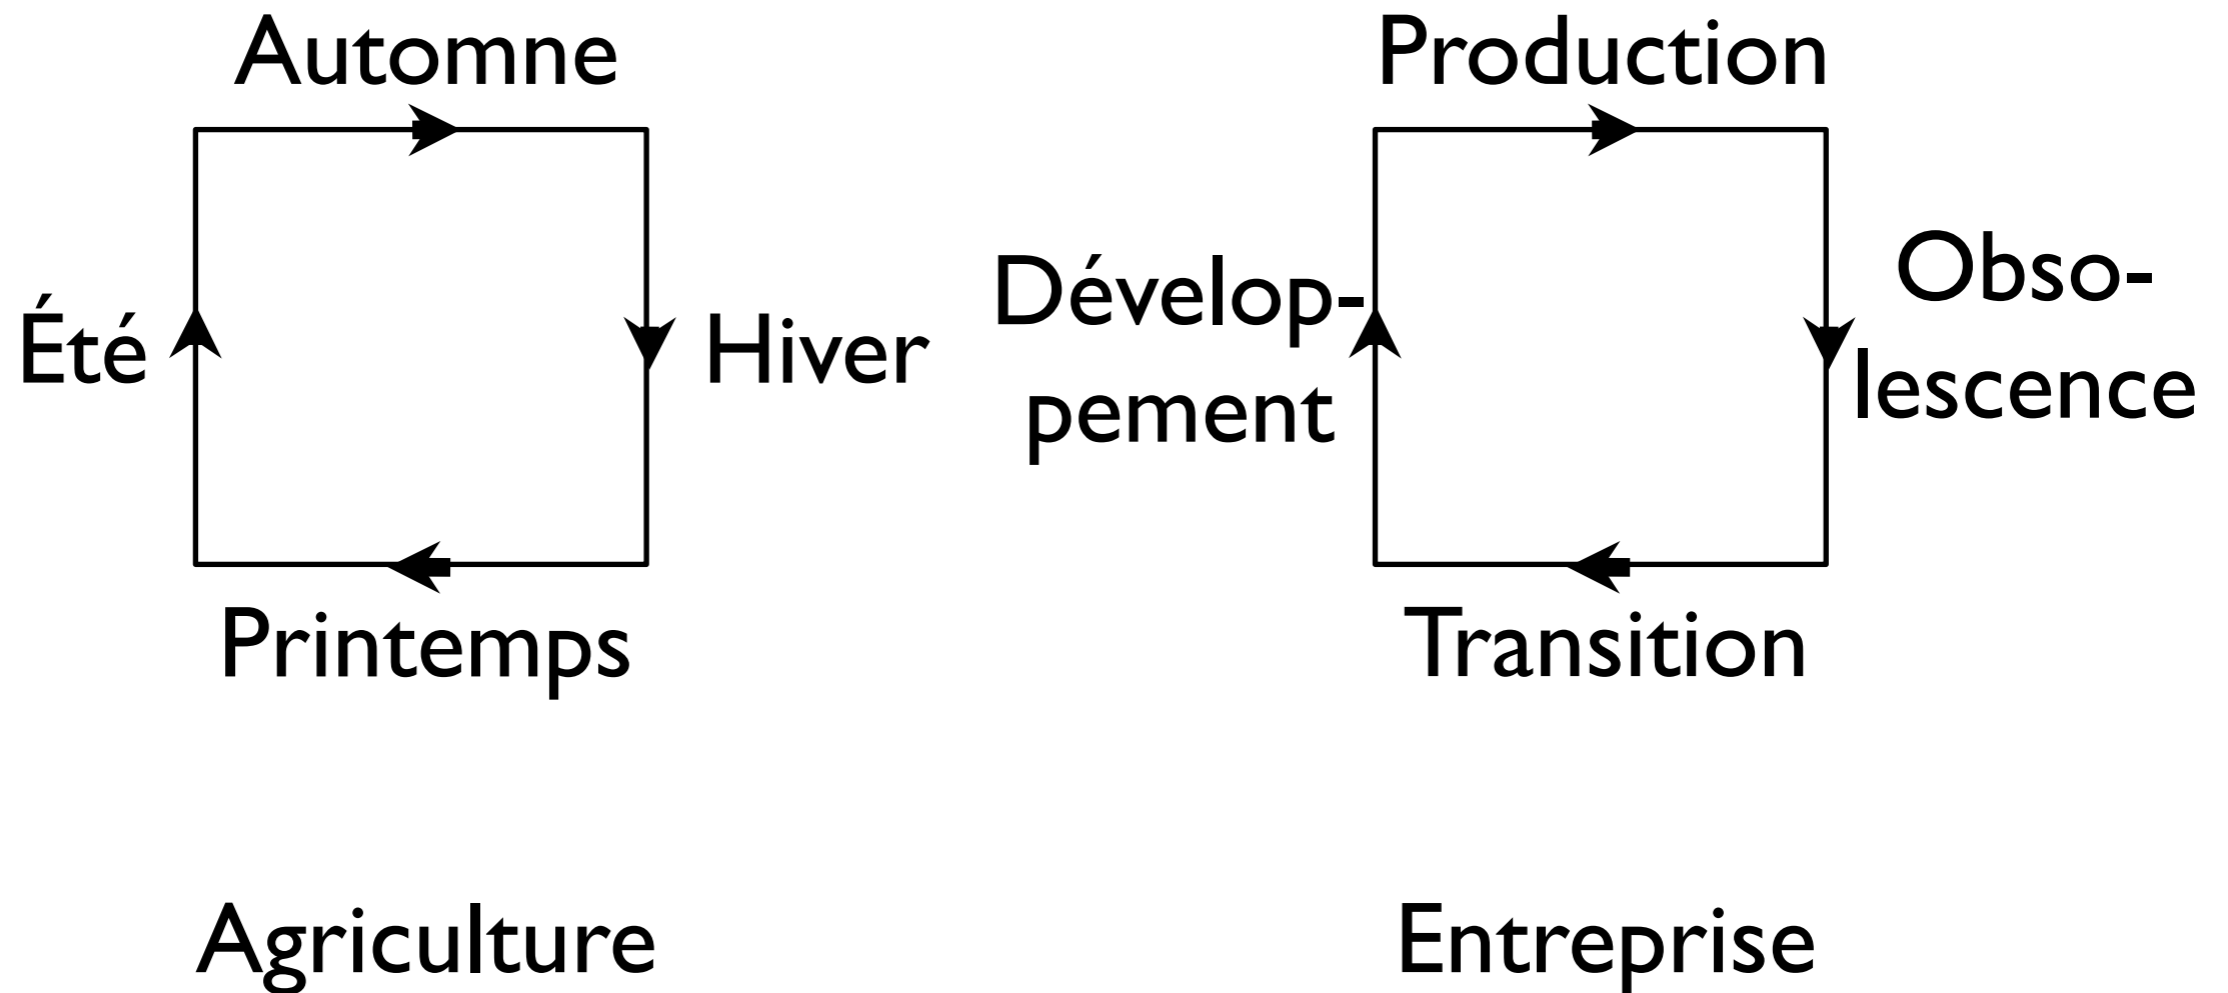 Automne
Été
Hiver
Printemps
Agriculture
Production
Dévelop-
pement
Obso-
lescence
Transition
Entreprise